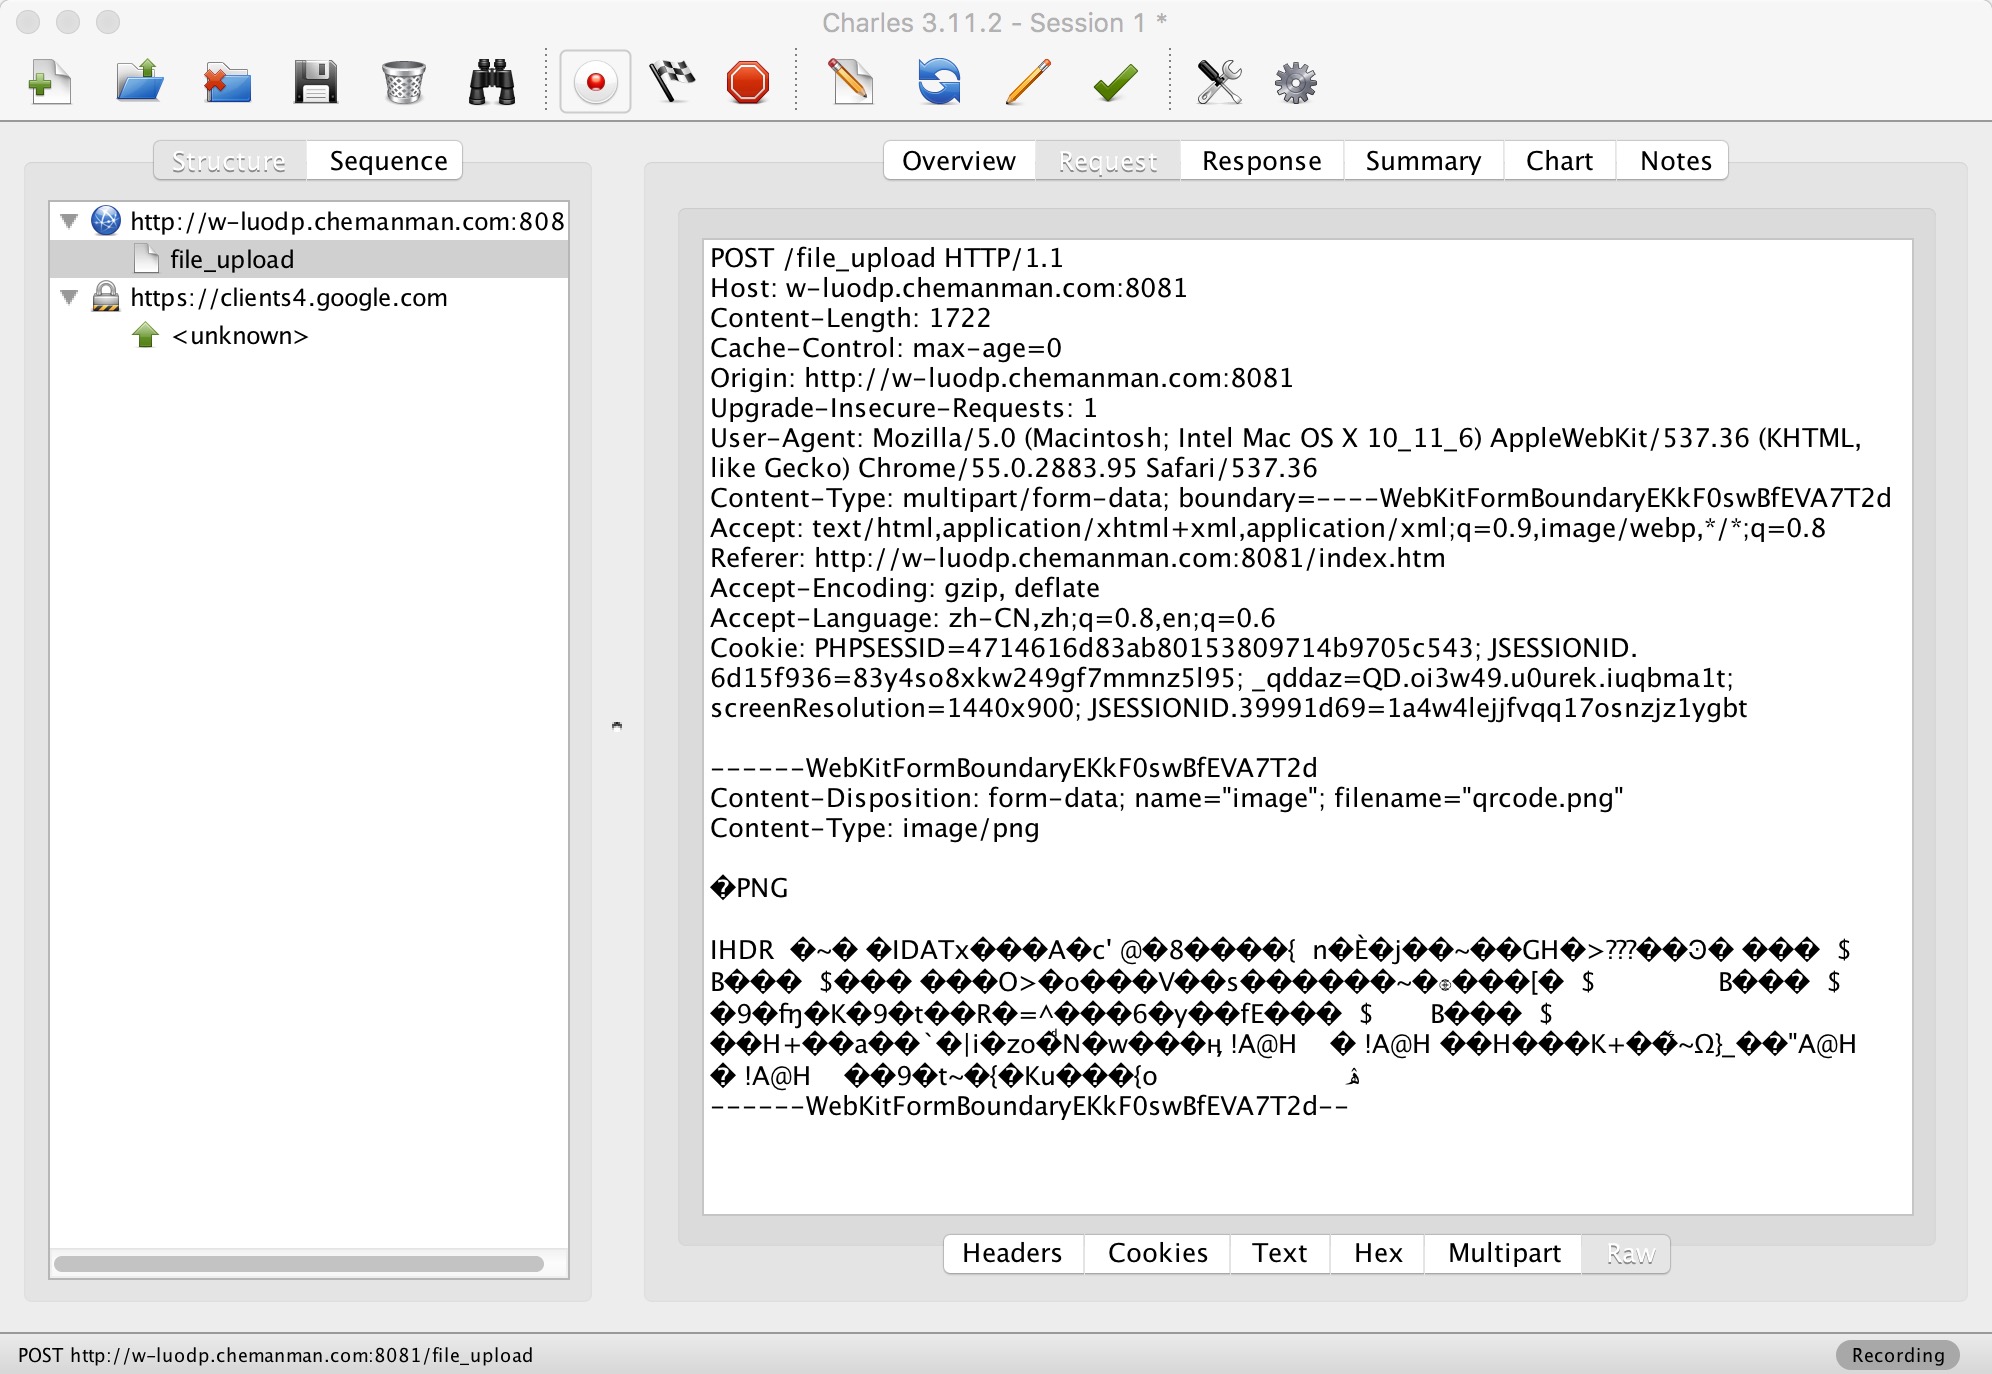 Charles 3.11.2 - Session 1 *
Structure
Sequence
Overview
Request
Response
Summary
Chart
Notes
http://w-luodp.chemanman.com:808
file_upload
https://clients4.google.com
<unknown>
POST /file_upload HTTP/1.1
Host: w-luodp.chemanman.com:8081
Content-Length: 1722
Cache-Control: max-age=0
Origin: http://w-luodp.chemanman.com:8081
Upgrade-Insecure-Requests: 1
User-Agent: Mozilla/5.0 (Macintosh; Intel Mac OS X 10_11_6) AppleWebKit/537.36 (KHTML,
like Gecko) Chrome/55.0.2883.95 Safari/537.36
Content-Type: multipart/form-data; boundary=----WebKitFormBoundaryEKkF0swBfEVA7T2d
Accept: text/html,application/xhtml+xml,application/xml;q=0.9,image/webp,*/*;q=0.8
Referer: http://w-luodp.chemanman.com:8081/index.htm
Accept-Encoding: gzip, deflate
Accept-Language: zh-CN,zh;q=0.8,en;q=0.6
Cookie: PHPSESSID=4714616d83ab80153809714b9705c543; JSESSIONID.
6d15f936=83y4so8xkw249gf7mmnz5l95; _qddaz=QD.oi3w49.u0urek.iuqbma1t;
screenResolution=1440x900; JSESSIONID.39991d69=1a4w4lejjfvqq17osnzjz1ygbt
------WebKitFormBoundaryEKkF0swBfEVA7T2d
Content-Disposition: form-data; name="image"; filename="qrcode.png"
Content-Type: image/png
�PNG
IHDR �~� �IDATx���A�c' @�8����{ n�È�j��~��GH�>???��Ͽ� ��� $
B��� $��� ���O>�o���V��s������~����[� $ B��� $
�9��K�9�t��R�=^���6�y��fE��� $ B��� $
��H+��a��`�|i�zo�N�w���ң !A@H � !A@H ��H���K+��~Ω}_��"A@H
� !A@H ��9�t~�{�Ku���{o
------WebKitFormBoundaryEKkF0swBfEVA7T2d--
Headers
Cookies
Text
Hex
Multipart
Raw
POST http://w-luodp.chemanman.com:8081/file_upload
Recording